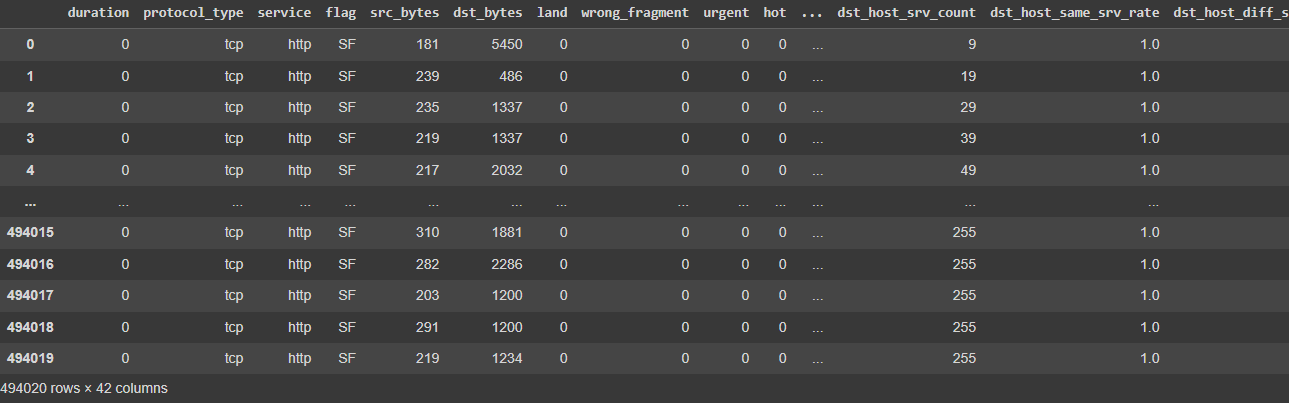 duration protocol_type service flag src_bytes dst_bytes land wrong_fragment urgent hot ... dst_host_srv_count dst_host_same_srv_rate dst_host_diff_s
0 0 tcp http SF 181 5450 0 0 0 0 ... 9 1.0
1 0 tcp http SF 239 486 0 0 0 0 ... 19 1.0
2 0 tcp http SF 235 1337 0 0 0 0 ... 29 1.0
3 0 tcp http SF 219 1337 0 0 0 0 ... 39 1.0
4 0 tcp http SF 217 2032 0 0 0 0 ... 49 1.0
... ... ... ... ... ... ... ... ... ... ... ... ... ...
494015 0 tcp http SF 310 1881 0 0 0 0 ... 255 1.0
494016 0 tcp http SF 282 2286 0 0 0 0 ... 255 1.0
494017 0 tcp http SF 203 1200 0 0 0 0 ... 255 1.0
494018 0 tcp http SF 291 1200 0 0 0 0 ... 255 1.0
494019 0 tcp http SF 219 1234 0 0 0 0 ... 255 1.0
494020 rows × 42 columns